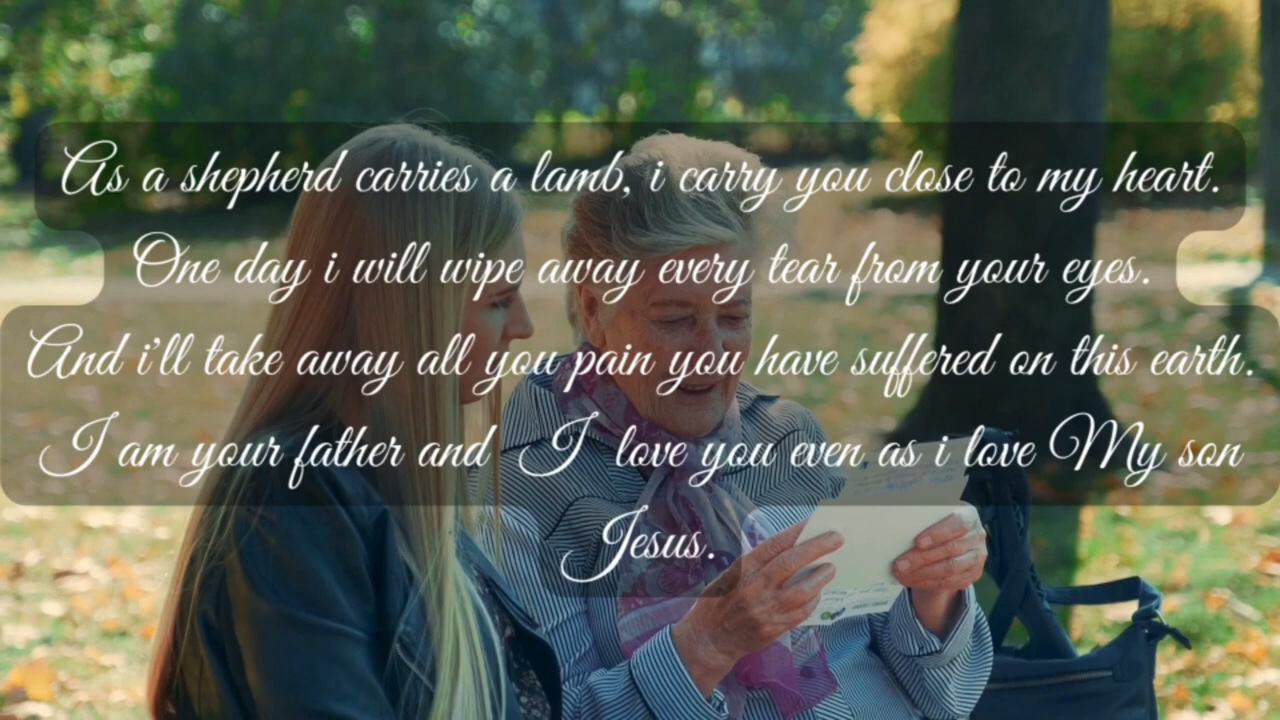 As a shepherd carries a lamb, i carry you close to my heart.
One day i will wipe away every tear from your eyes.
And i'll take away all you pain you have suffered on this earth.
I am your father and I love you even as i love My son
Jesus.